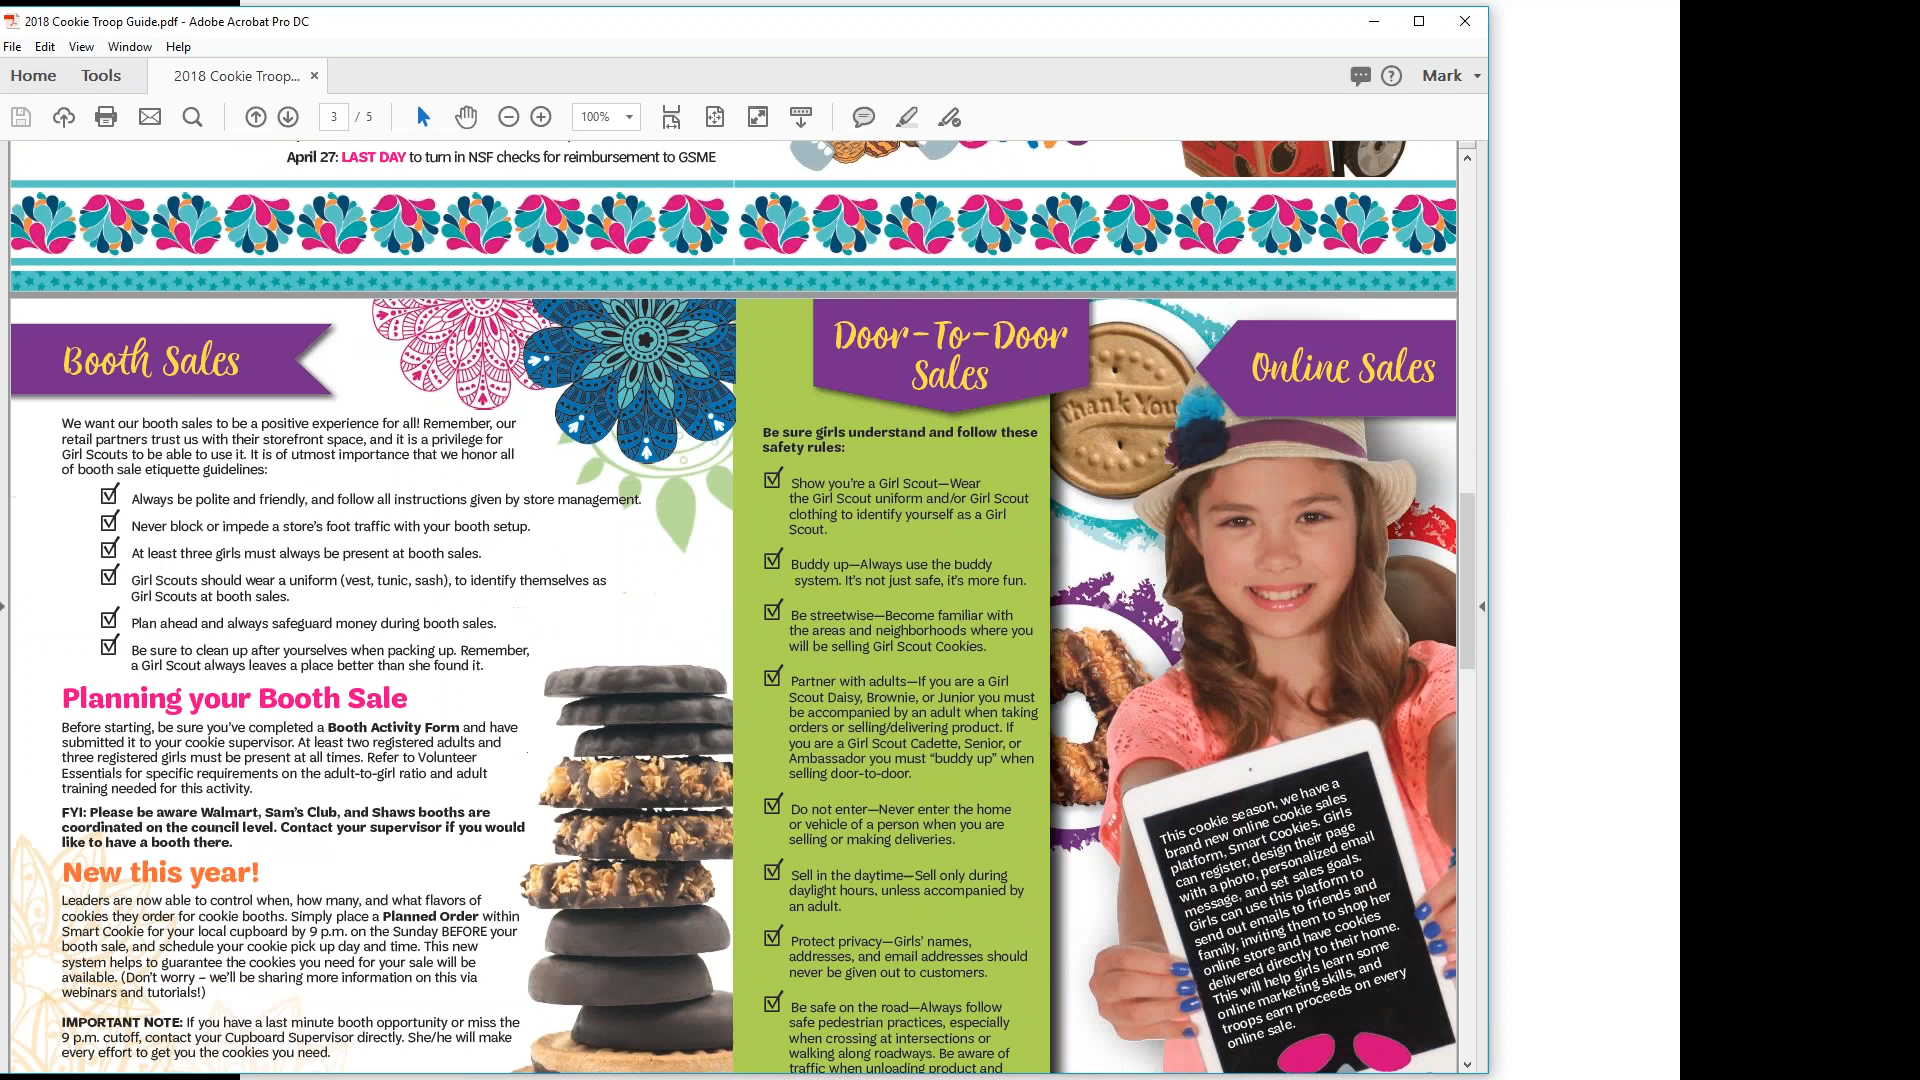 2018 Cookie Troop Guide.pdf - Adobe Acrobat Pro DC
File Edit View Window Help
Home Tools 2018 Cookie Troop... × Mark
3 / 5 100%
April 27: LAST DAY to turn in NSF checks for reimbursement to GSME
Booth Sales
We want our booth sales to be a positive experience for all! Remember, our
retail partners trust us with their storefront space, and it is a privilege for
Girl Scouts to be able to use it. It is of utmost importance that we honor all
of booth sale etiquette guidelines:
Always be polite and friendly, and follow all instructions given by store management.
Never block or impede a store's foot traffic with your booth setup.
At least three girls must always be present at booth sales.
Girl Scouts should wear a uniform (vest, tunic, sash), to identify themselves as
Girl Scouts at booth sales.
Plan ahead and always safeguard money during booth sales.
Be sure to clean up after yourselves when packing up. Remember,
a Girl Scout always leaves a place better than she found it.
Planning your Booth Sale
Before starting, be sure you've completed a Booth Activity Form and have
submitted it to your cookie supervisor. At least two registered adults and
three registered girls must be present at all times. Refer to Volunteer
Essentials for specific requirements on the adult-to-girl ratio and adult
training needed for this activity.
FYI: Please be aware Walmart, Sam's Club, and Shaws booths are
coordinated on the council level. Contact your supervisor if you would
like to have a booth there.
New this year!
Leaders are now able to control when, how many, and what flavors of
cookies they order for cookie booths. Simply place a Planned Order within
Smart Cookie for your local cupboard by 9 p.m. on the Sunday BEFORE your
booth sale, and schedule your cookie pick up day and time. This new
system helps to guarantee the cookies you need for your sale will be
available. (Don't worry – we'll be sharing more information on this via
webinars and tutorials!)
IMPORTANT NOTE: If you have a last minute booth opportunity or miss the
9 p.m. cutoff, contact your Cupboard Supervisor directly. She/he will make
every effort to get you the cookies you need.
Door-To-Door
Sales
Be sure girls understand and follow these
safety rules:
Show you're a Girl Scout—Wear
the Girl Scout uniform and/or Girl Scout
clothing to identify yourself as a Girl
Scout.
Buddy up—Always use the buddy
system. It's not just safe, it's more fun.
Be streetwise—Become familiar with
the areas and neighborhoods where you
will be selling Girl Scout Cookies.
Partner with adults—If you are a Girl
Scout Daisy, Brownie, or Junior you must
be accompanied by an adult when taking
orders or selling/delivering product. If
you are a Girl Scout Cadette, Senior, or
Ambassador you must "buddy up" when
selling door-to-door.
Do not enter—Never enter the home
or vehicle of a person when you are
selling or making deliveries.
Sell in the daytime—Sell only during
daylight hours, unless accompanied by
an adult.
Protect privacy—Girls' names,
addresses, and email addresses should
never be given out to customers.
Be safe on the road—Always follow
safe pedestrian practices, especially
when crossing at intersections or
walking along roadways. Be aware of
traffic when unloading product and
Thank You
Online Sales
This cookie season, we have a
brand new online cookie sales
platform, Smart Cookies. Girls
can register, design their page
with a photo, personalized email
message, and set sales goals.
Girls can use this platform to
send out emails to friends and
family, inviting them to shop her
online store and have cookies
delivered directly to their home.
This will help girls learn some
online marketing skills, and
troops earn proceeds on every
online sale.